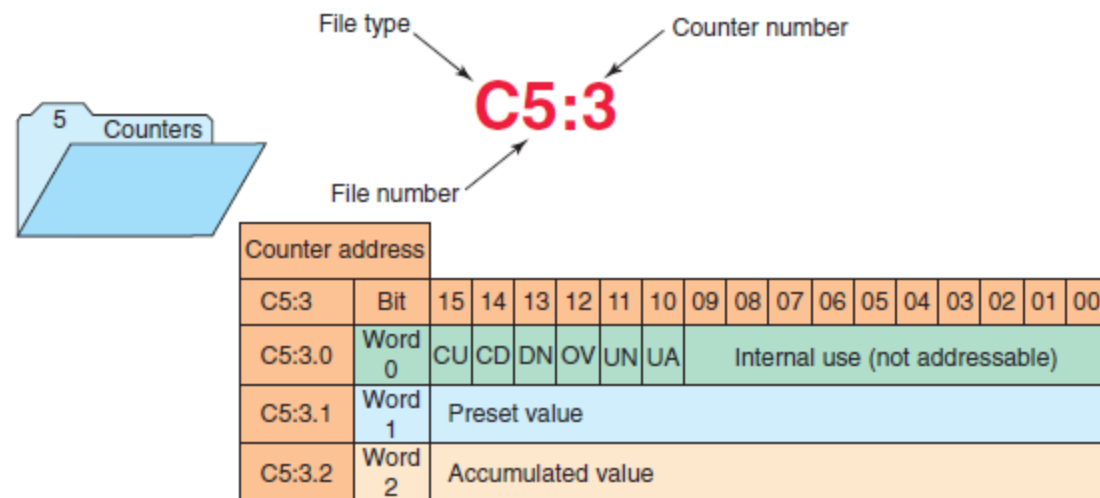 File type
Counter number
C5:3
5
Counters
File number
Counter address
C5:3 Bit 15 14 13 12 11 10 09 08 07 06 05 04 03 02 01 00
C5:3.0 Word 0 CU CD DN OV UN UA Internal use (not addressable)
C5:3.1 Word 1 Preset value
C5:3.2 Word 2 Accumulated value